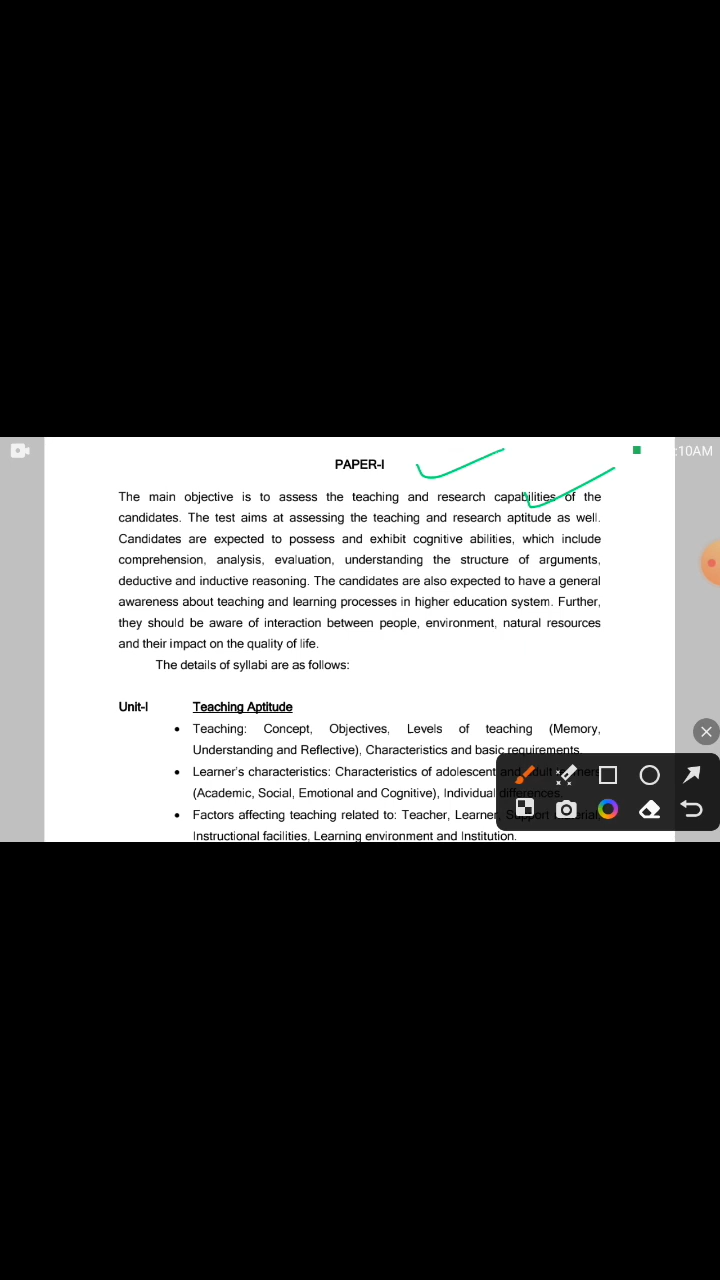 :10AM
PAPER-I
The main objective is to assess the teaching and research capabilities of the
candidates. The test aims at assessing the teaching and research aptitude as well.
Candidates are expected to possess and exhibit cognitive abilities, which include
comprehension, analysis, evaluation, understanding the structure of arguments,
deductive and inductive reasoning. The candidates are also expected to have a general
awareness about teaching and learning processes in higher education system. Further,
they should be aware of interaction between people, environment, natural resources
and their impact on the quality of life.
The details of syllabi are as follows:
Unit-I Teaching Aptitude
• Teaching: Concept, Objectives, Levels of teaching (Memory,
Understanding and Reflective), Characteristics and basic requirements.
• Learner's characteristics: Characteristics of adolescent and adult learners
(Academic, Social, Emotional and Cognitive), Individual differences.
• Factors affecting teaching related to: Teacher, Learner, Support material,
Instructional facilities, Learning environment and Institution.